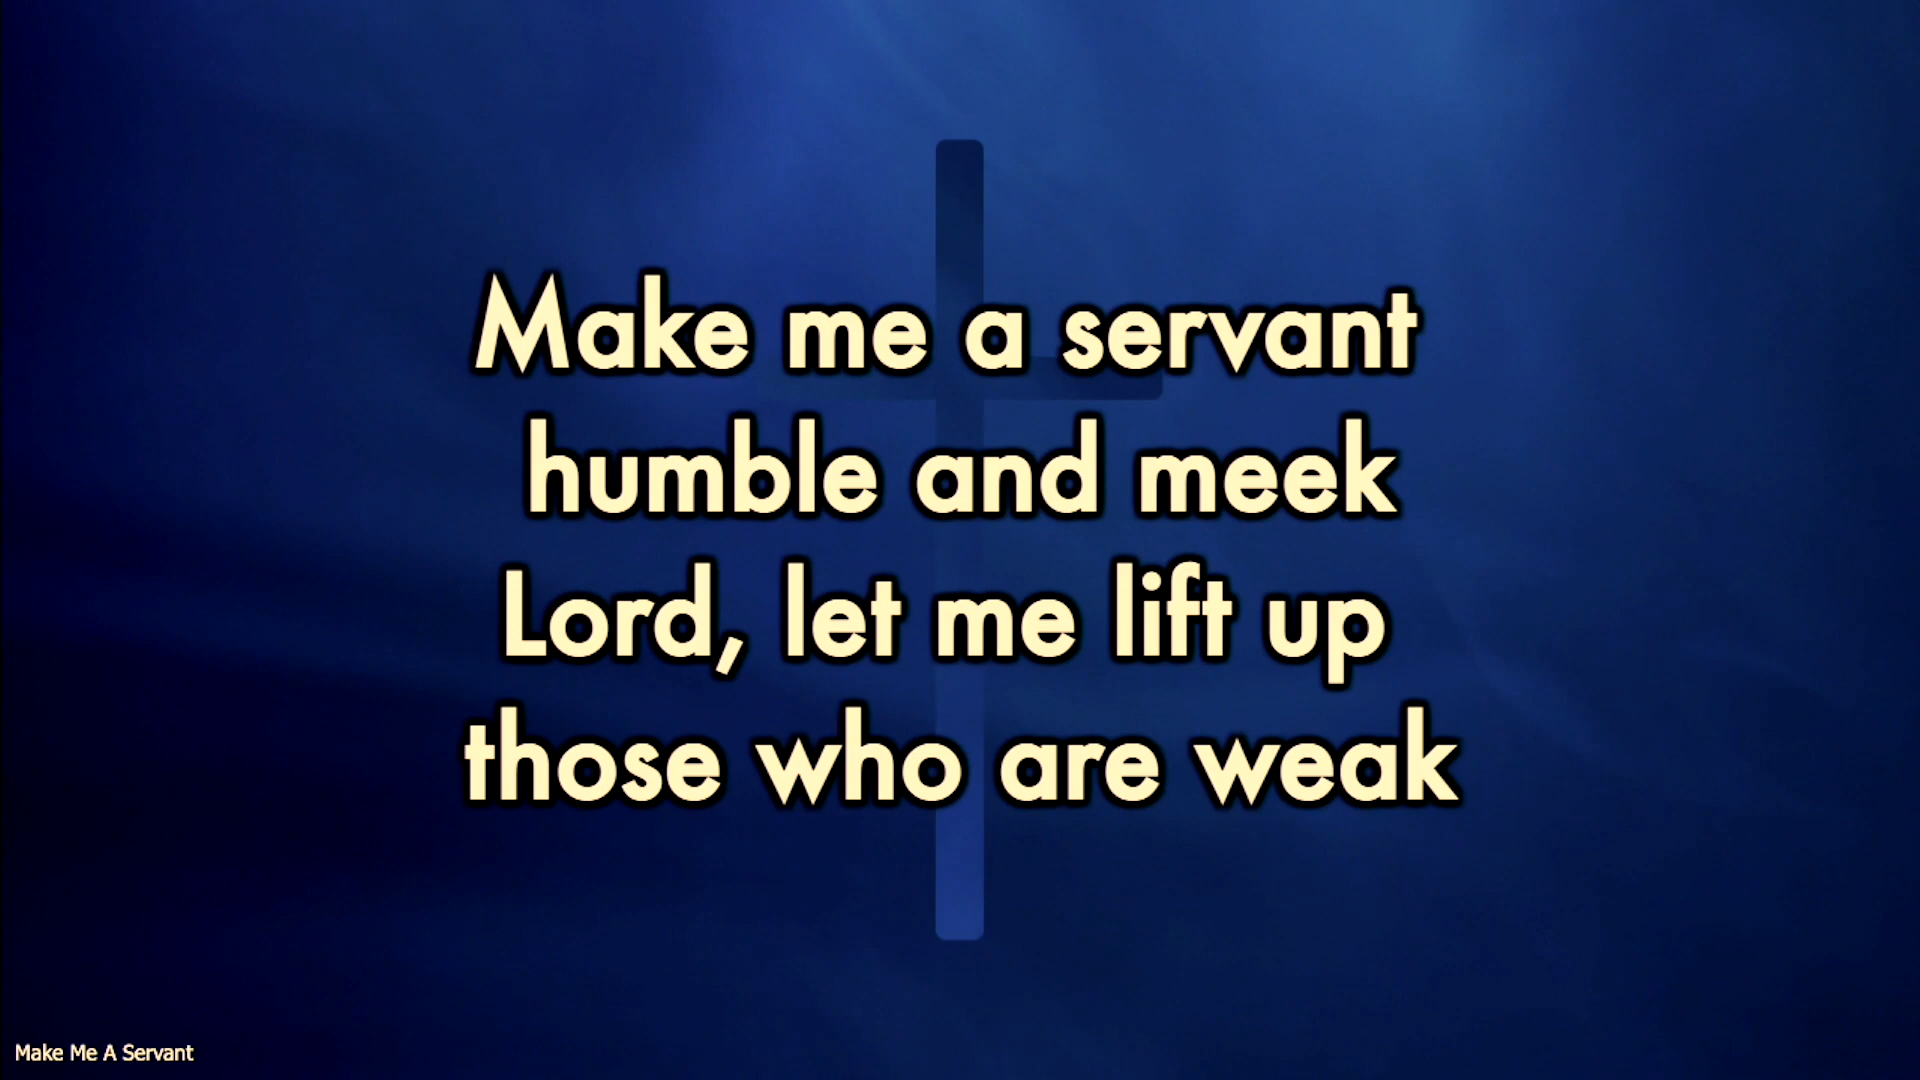 Make me a servant
humble and meek
Lord, let me lift up
those who are weak
Make Me A Servant